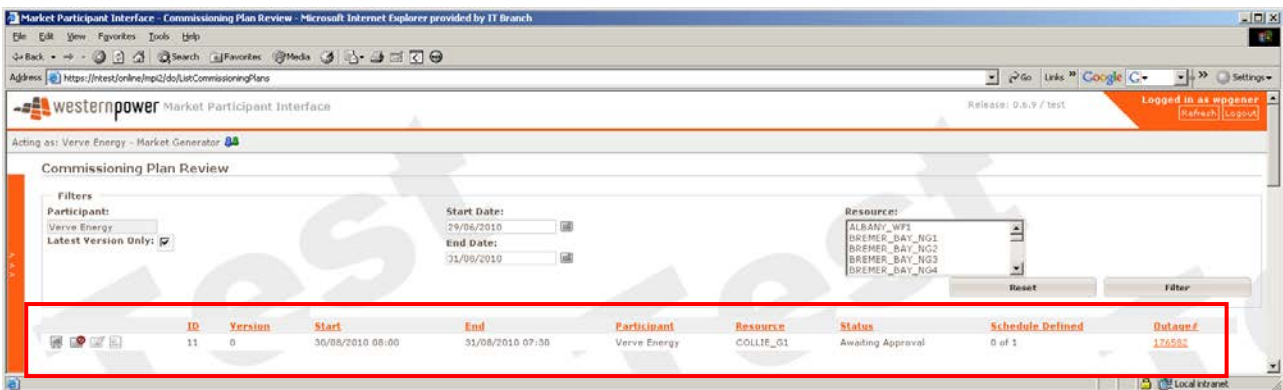 Market Participant Interface - Commissioning Plan Review - Microsoft Internet Explorer provided by IT Branch
File Edit View Favorites Tools Help
Back Search Favorites Media
Address https://ntest/online/mpi2/do/ListCommissioningPlans Go Links » Google G » Settings
westernpower Market Participant Interface Release: 0.6.9 / test Logged in as wpgener
Refresh Logout
Acting as: Verve Energy - Market Generator
Commissioning Plan Review
Filters
Participant: Start Date: Resource:
Verve Energy 29/06/2010 ALBANY_WF1
Latest Version Only: End Date: BREMER_BAY_NG1
31/08/2010 BREMER_BAY_NG2
BREMER_BAY_NG3
BREMER_BAY_NG4
Reset Filter
ID Version Start End Participant Resource Status Schedule Defined Outage#
11 0 30/08/2010 08:00 31/08/2010 07:30 Verve Energy COLLIE_G1 Awaiting Approval 0 of 1 176582
Test Test
>>>
Local intranet